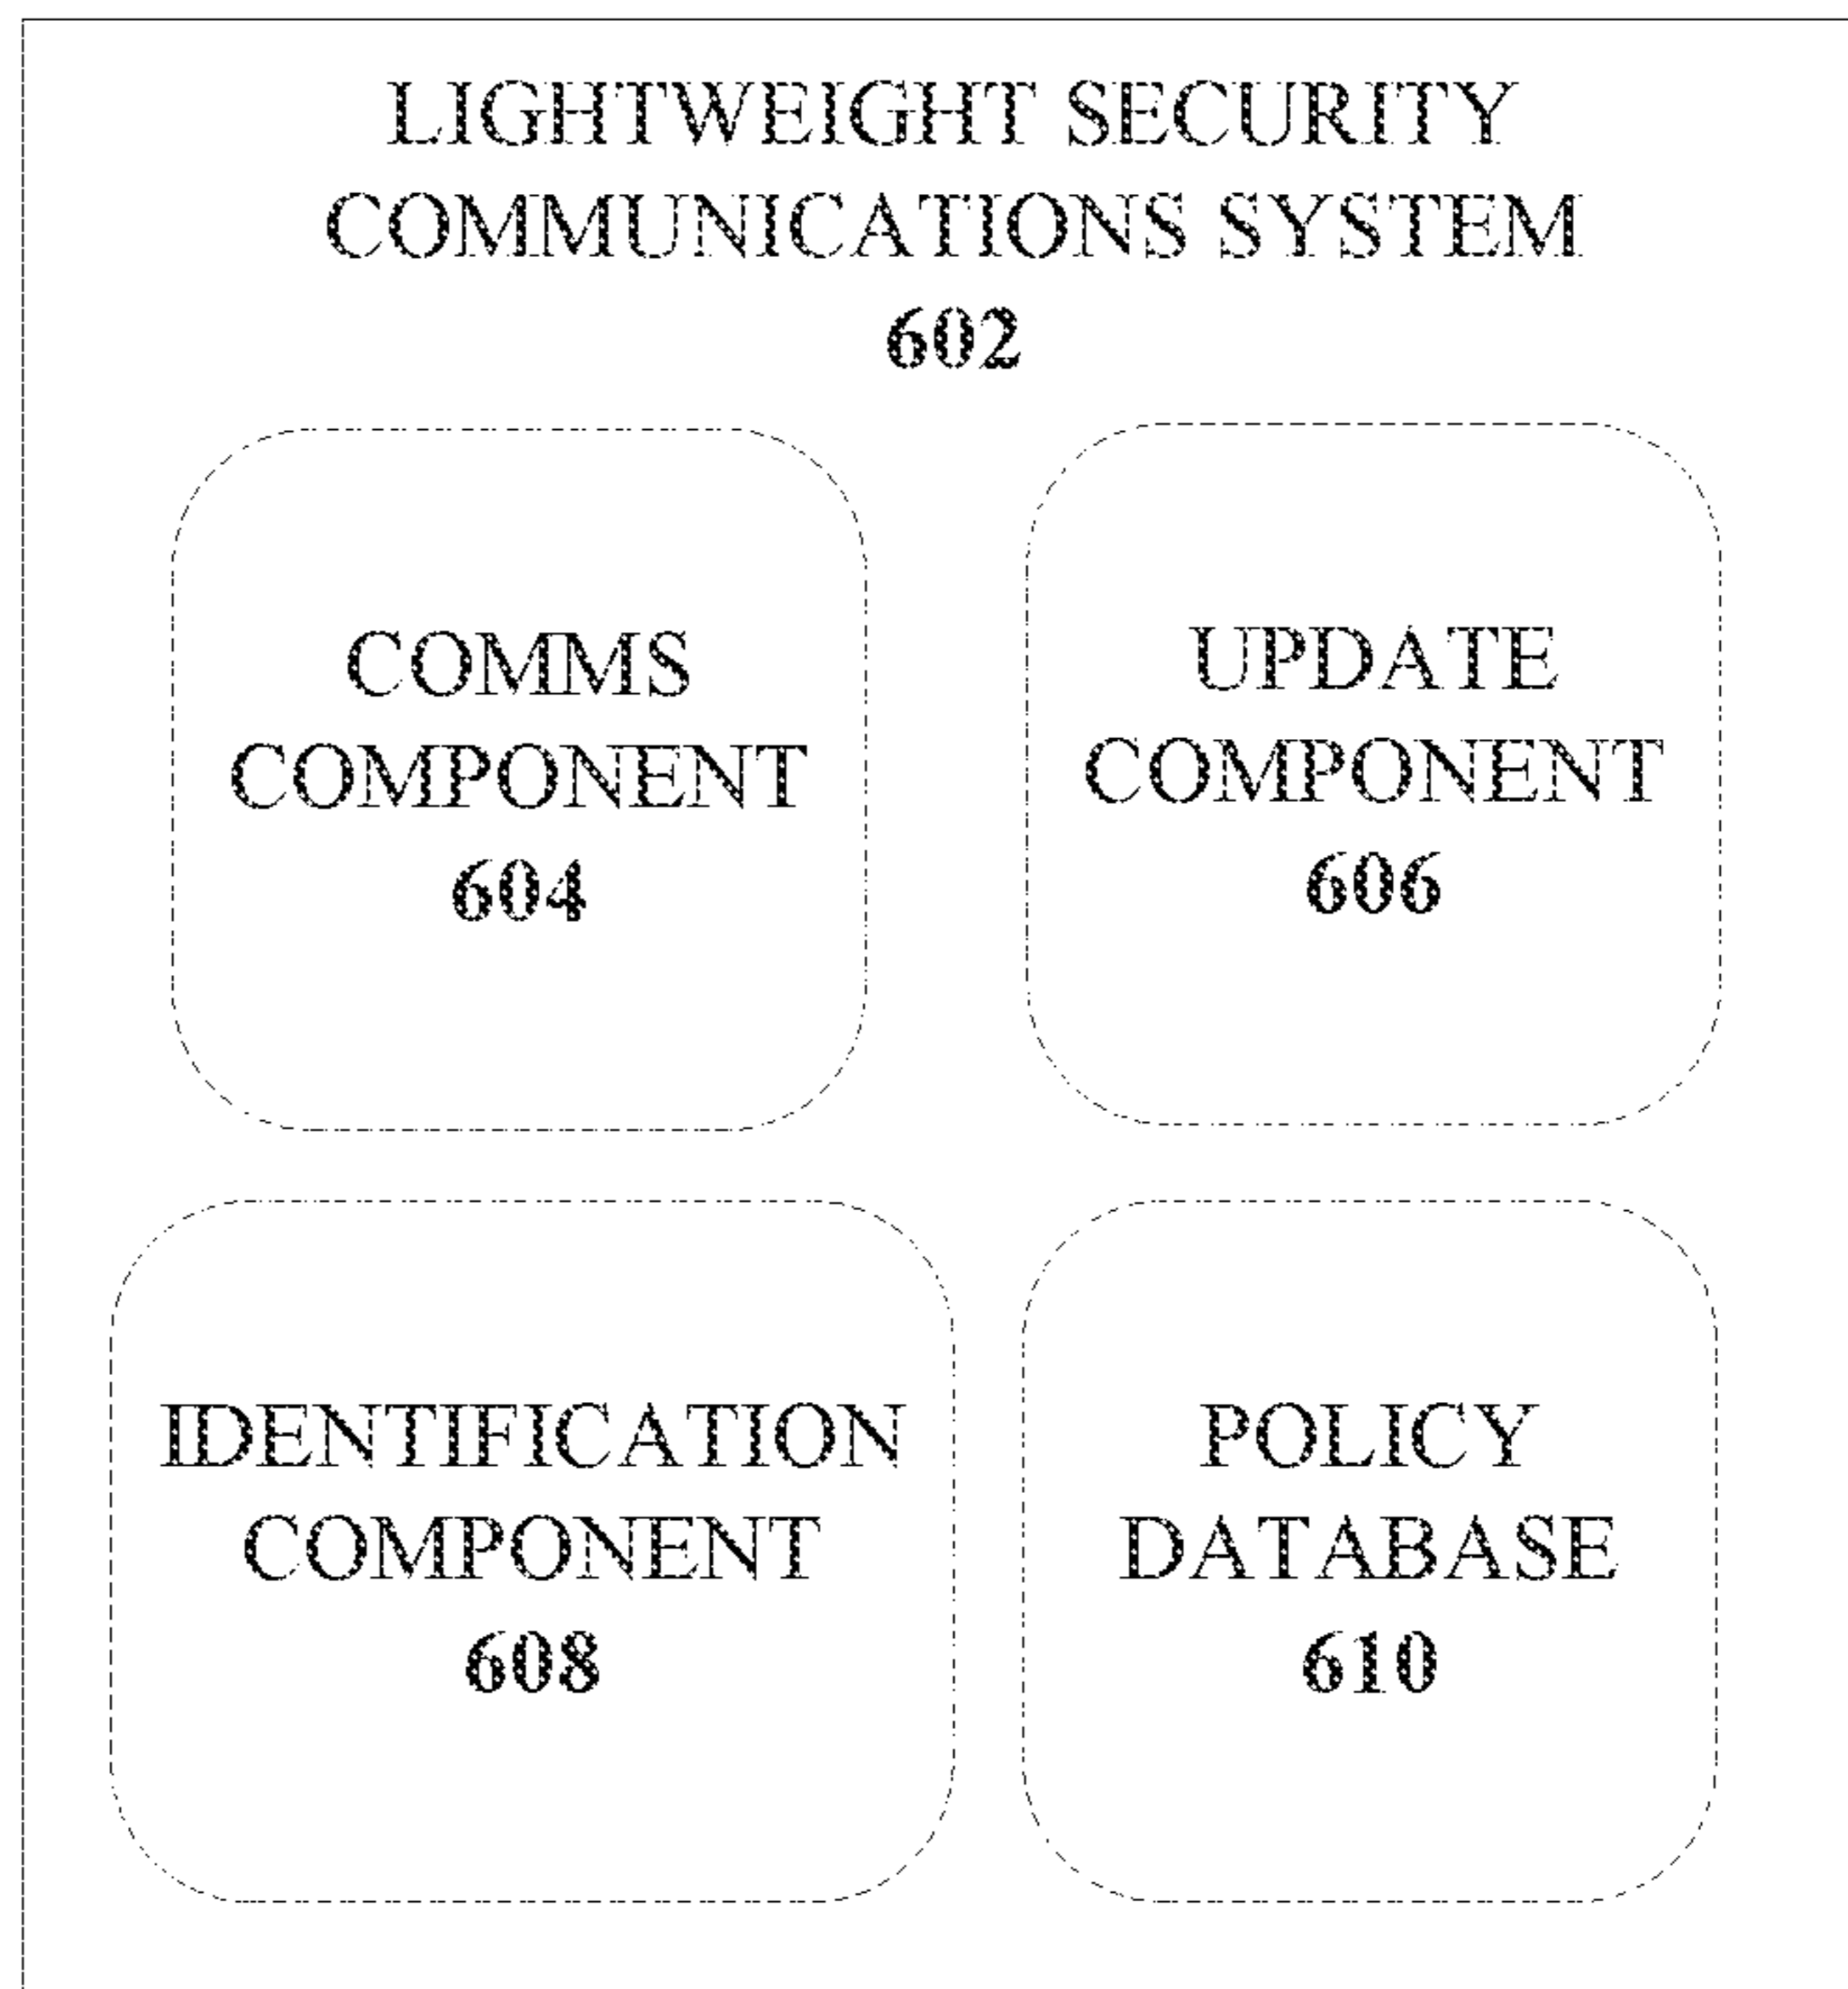 LIGHTWEIGHT SECURITY
COMMUNICATIONS SYSTEM
602
COMMS
COMPONENT
604
UPDATE
COMPONENT
606
IDENTIFICATION
COMPONENT
608
POLICY
DATABASE
610